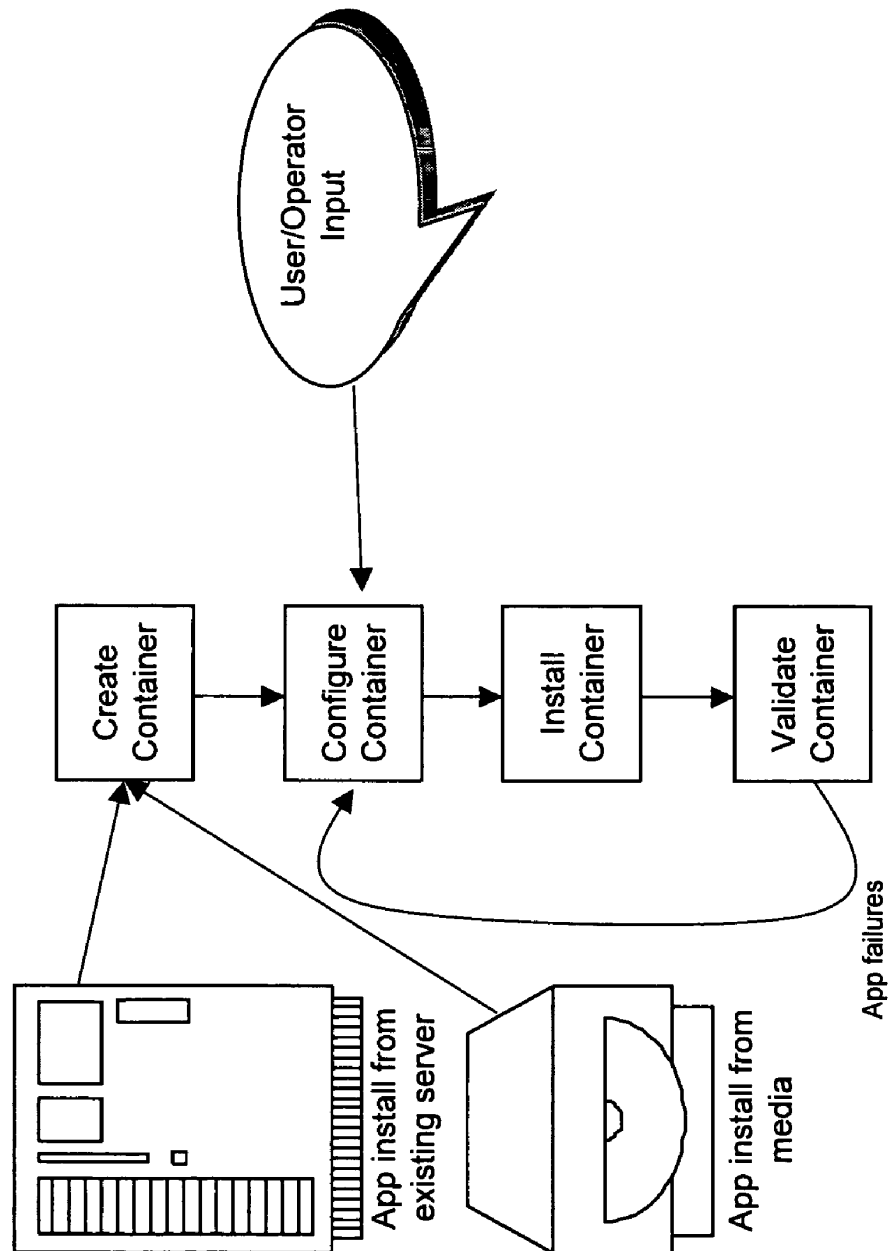 App install from
existing server
App install from
media
Create
Container
Configure
Container
Install
Container
Validate
Container
App failures
User/Operator
Input